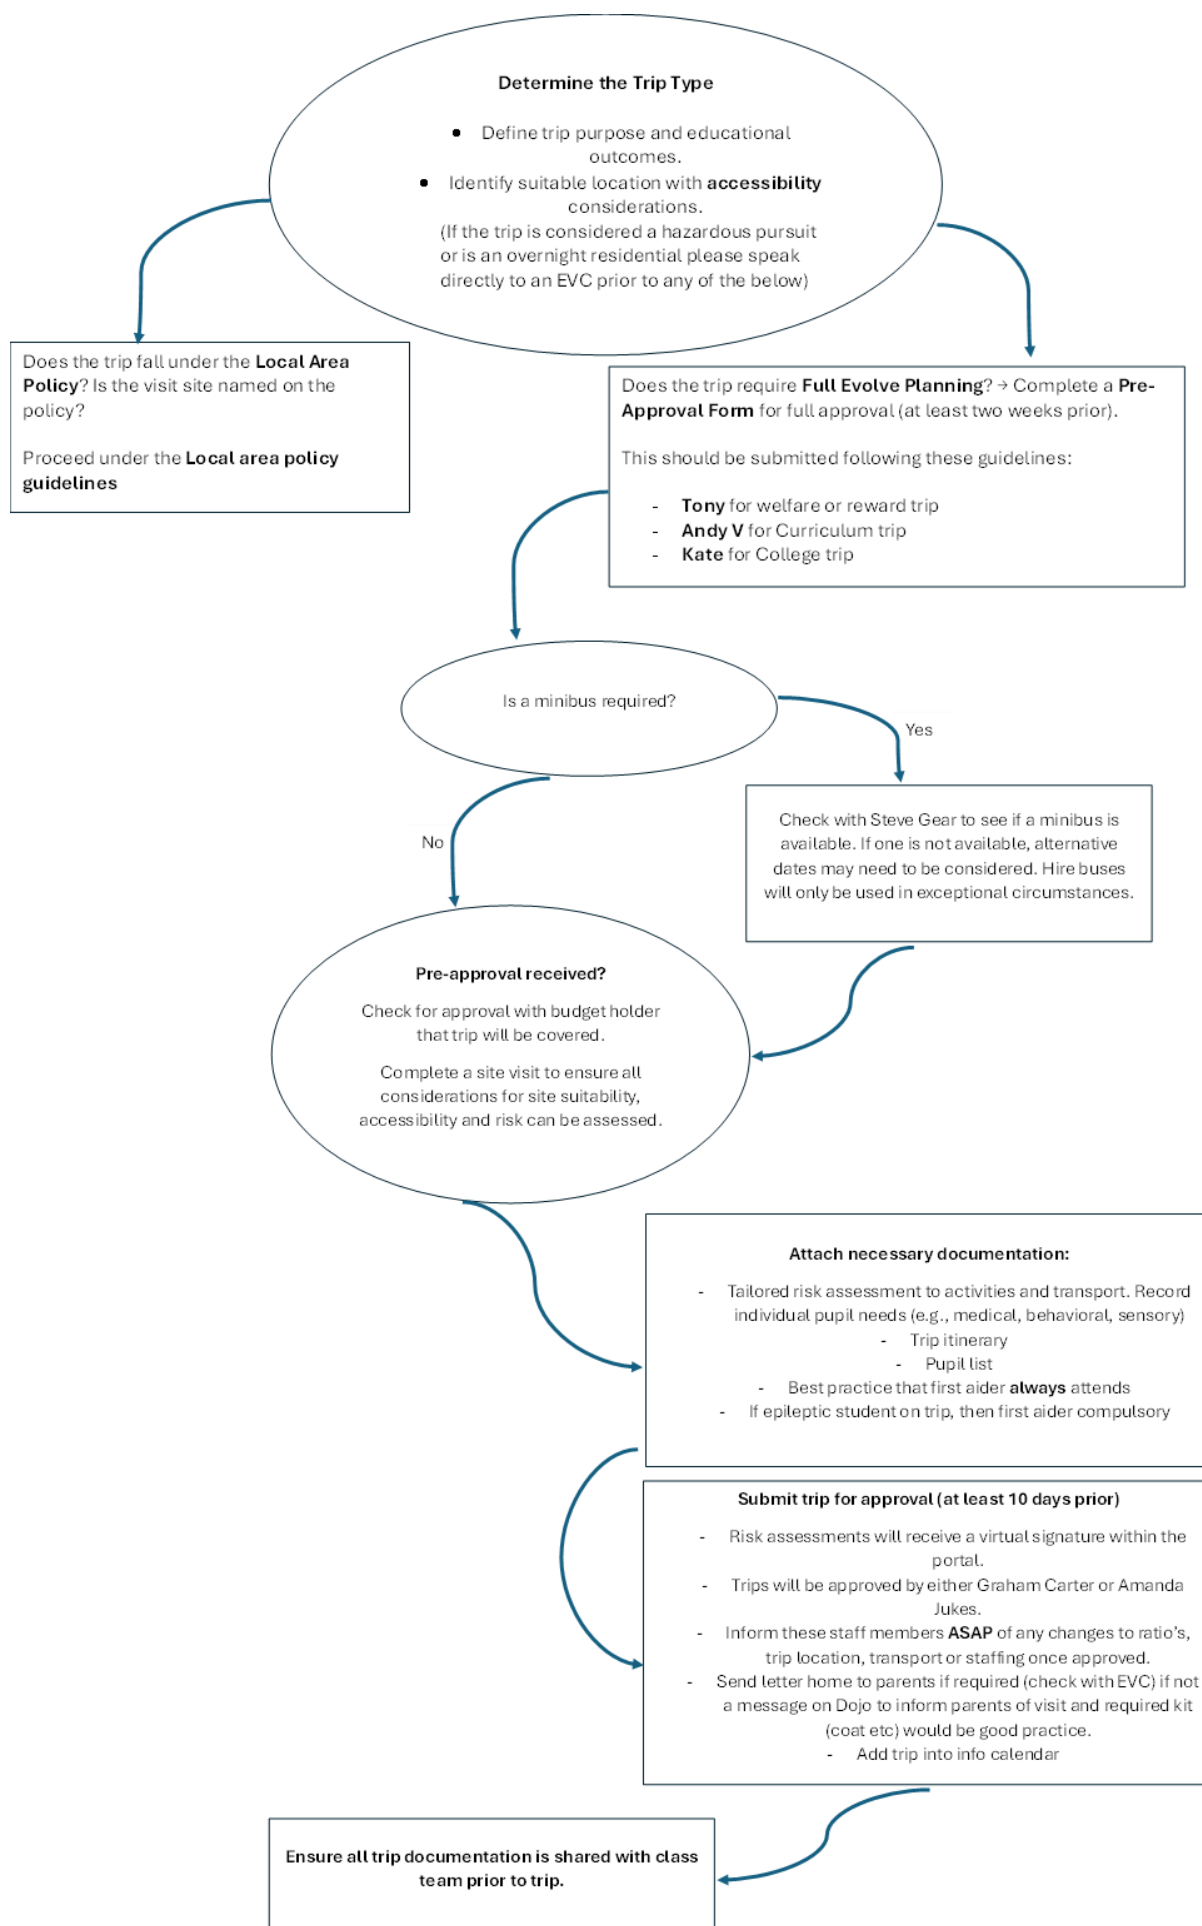 Determine the Trip Type
• Define trip purpose and educational
outcomes.
• Identify suitable location with accessibility
considerations.
(If the trip is considered a hazardous pursuit
or is an overnight residential please speak
directly to an EVC prior to any of the below)
Does the trip fall under the Local Area
Policy? Is the visit site named on the
policy?
Proceed under the Local area policy
guidelines
Does the trip require Full Evolve Planning? → Complete a Pre-
Approval Form for full approval (at least two weeks prior).
This should be submitted following these guidelines:
- Tony for welfare or reward trip
- Andy V for Curriculum trip
- Kate for College trip
Is a minibus required?
Yes
No
Check with Steve Gear to see if a minibus is
available. If one is not available, alternative
dates may need to be considered. Hire buses
will only be used in exceptional circumstances.
Pre-approval received?
Check for approval with budget holder
that trip will be covered.
Complete a site visit to ensure all
considerations for site suitability,
accessibility and risk can be assessed.
Attach necessary documentation:
- Tailored risk assessment to activities and transport. Record
individual pupil needs (e.g., medical, behavioral, sensory)
- Trip itinerary
- Pupil list
- Best practice that first aider always attends
- If epileptic student on trip, then first aider compulsory
Submit trip for approval (at least 10 days prior)
- Risk assessments will receive a virtual signature within the
portal.
- Trips will be approved by either Graham Carter or Amanda
Jukes.
- Inform these staff members ASAP of any changes to ratio's,
trip location, transport or staffing once approved.
- Send letter home to parents if required (check with EVC) if not
a message on Dojo to inform parents of visit and required kit
(coat etc) would be good practice.
- Add trip into info calendar
Ensure all trip documentation is shared with class
team prior to trip.